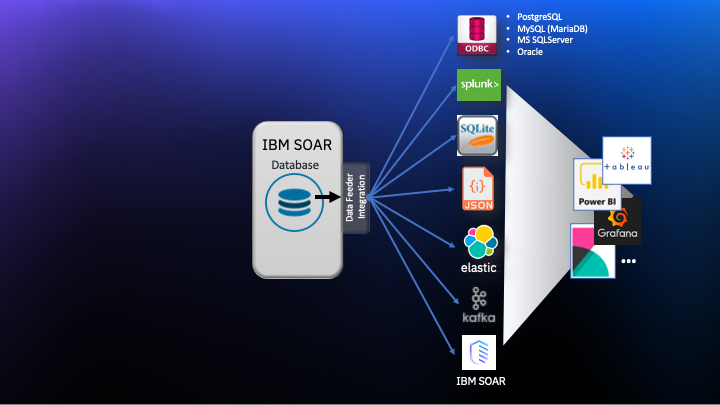 IBM SOAR
Database
Data Feeder
Integration
ODBC
• PostgreSQL
• MySQL (MariaDB)
• MS SQLServer
• Oracle
splunk>
SQLite
{i}
JSON
elastic
kafka
IBM SOAR
+ableau
Power BI
Grafana
...